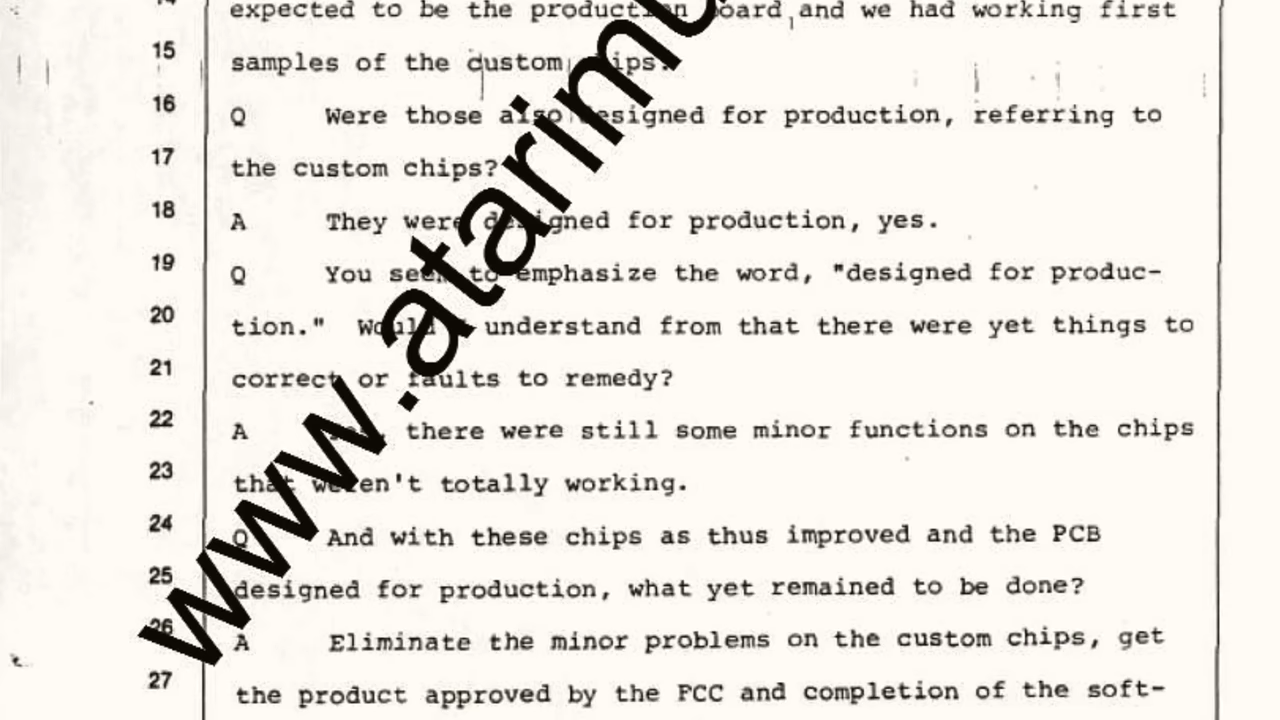 14 expected to be the production board and we had working first
15 samples of the custom chips.
16 Q Were those also designed for production, referring to
17 the custom chips?
18 A They were designed for production, yes.
19 Q You seem to emphasize the word, "designed for produc-
20 tion." Would I understand from that there were yet things to
21 correct or faults to remedy?
22 A there were still some minor functions on the chips
23 that weren't totally working.
24 Q And with these chips as thus improved and the PCB
25 designed for production, what yet remained to be done?
26 A Eliminate the minor problems on the custom chips, get
27 the product approved by the FCC and completion of the soft-
www.atarimu